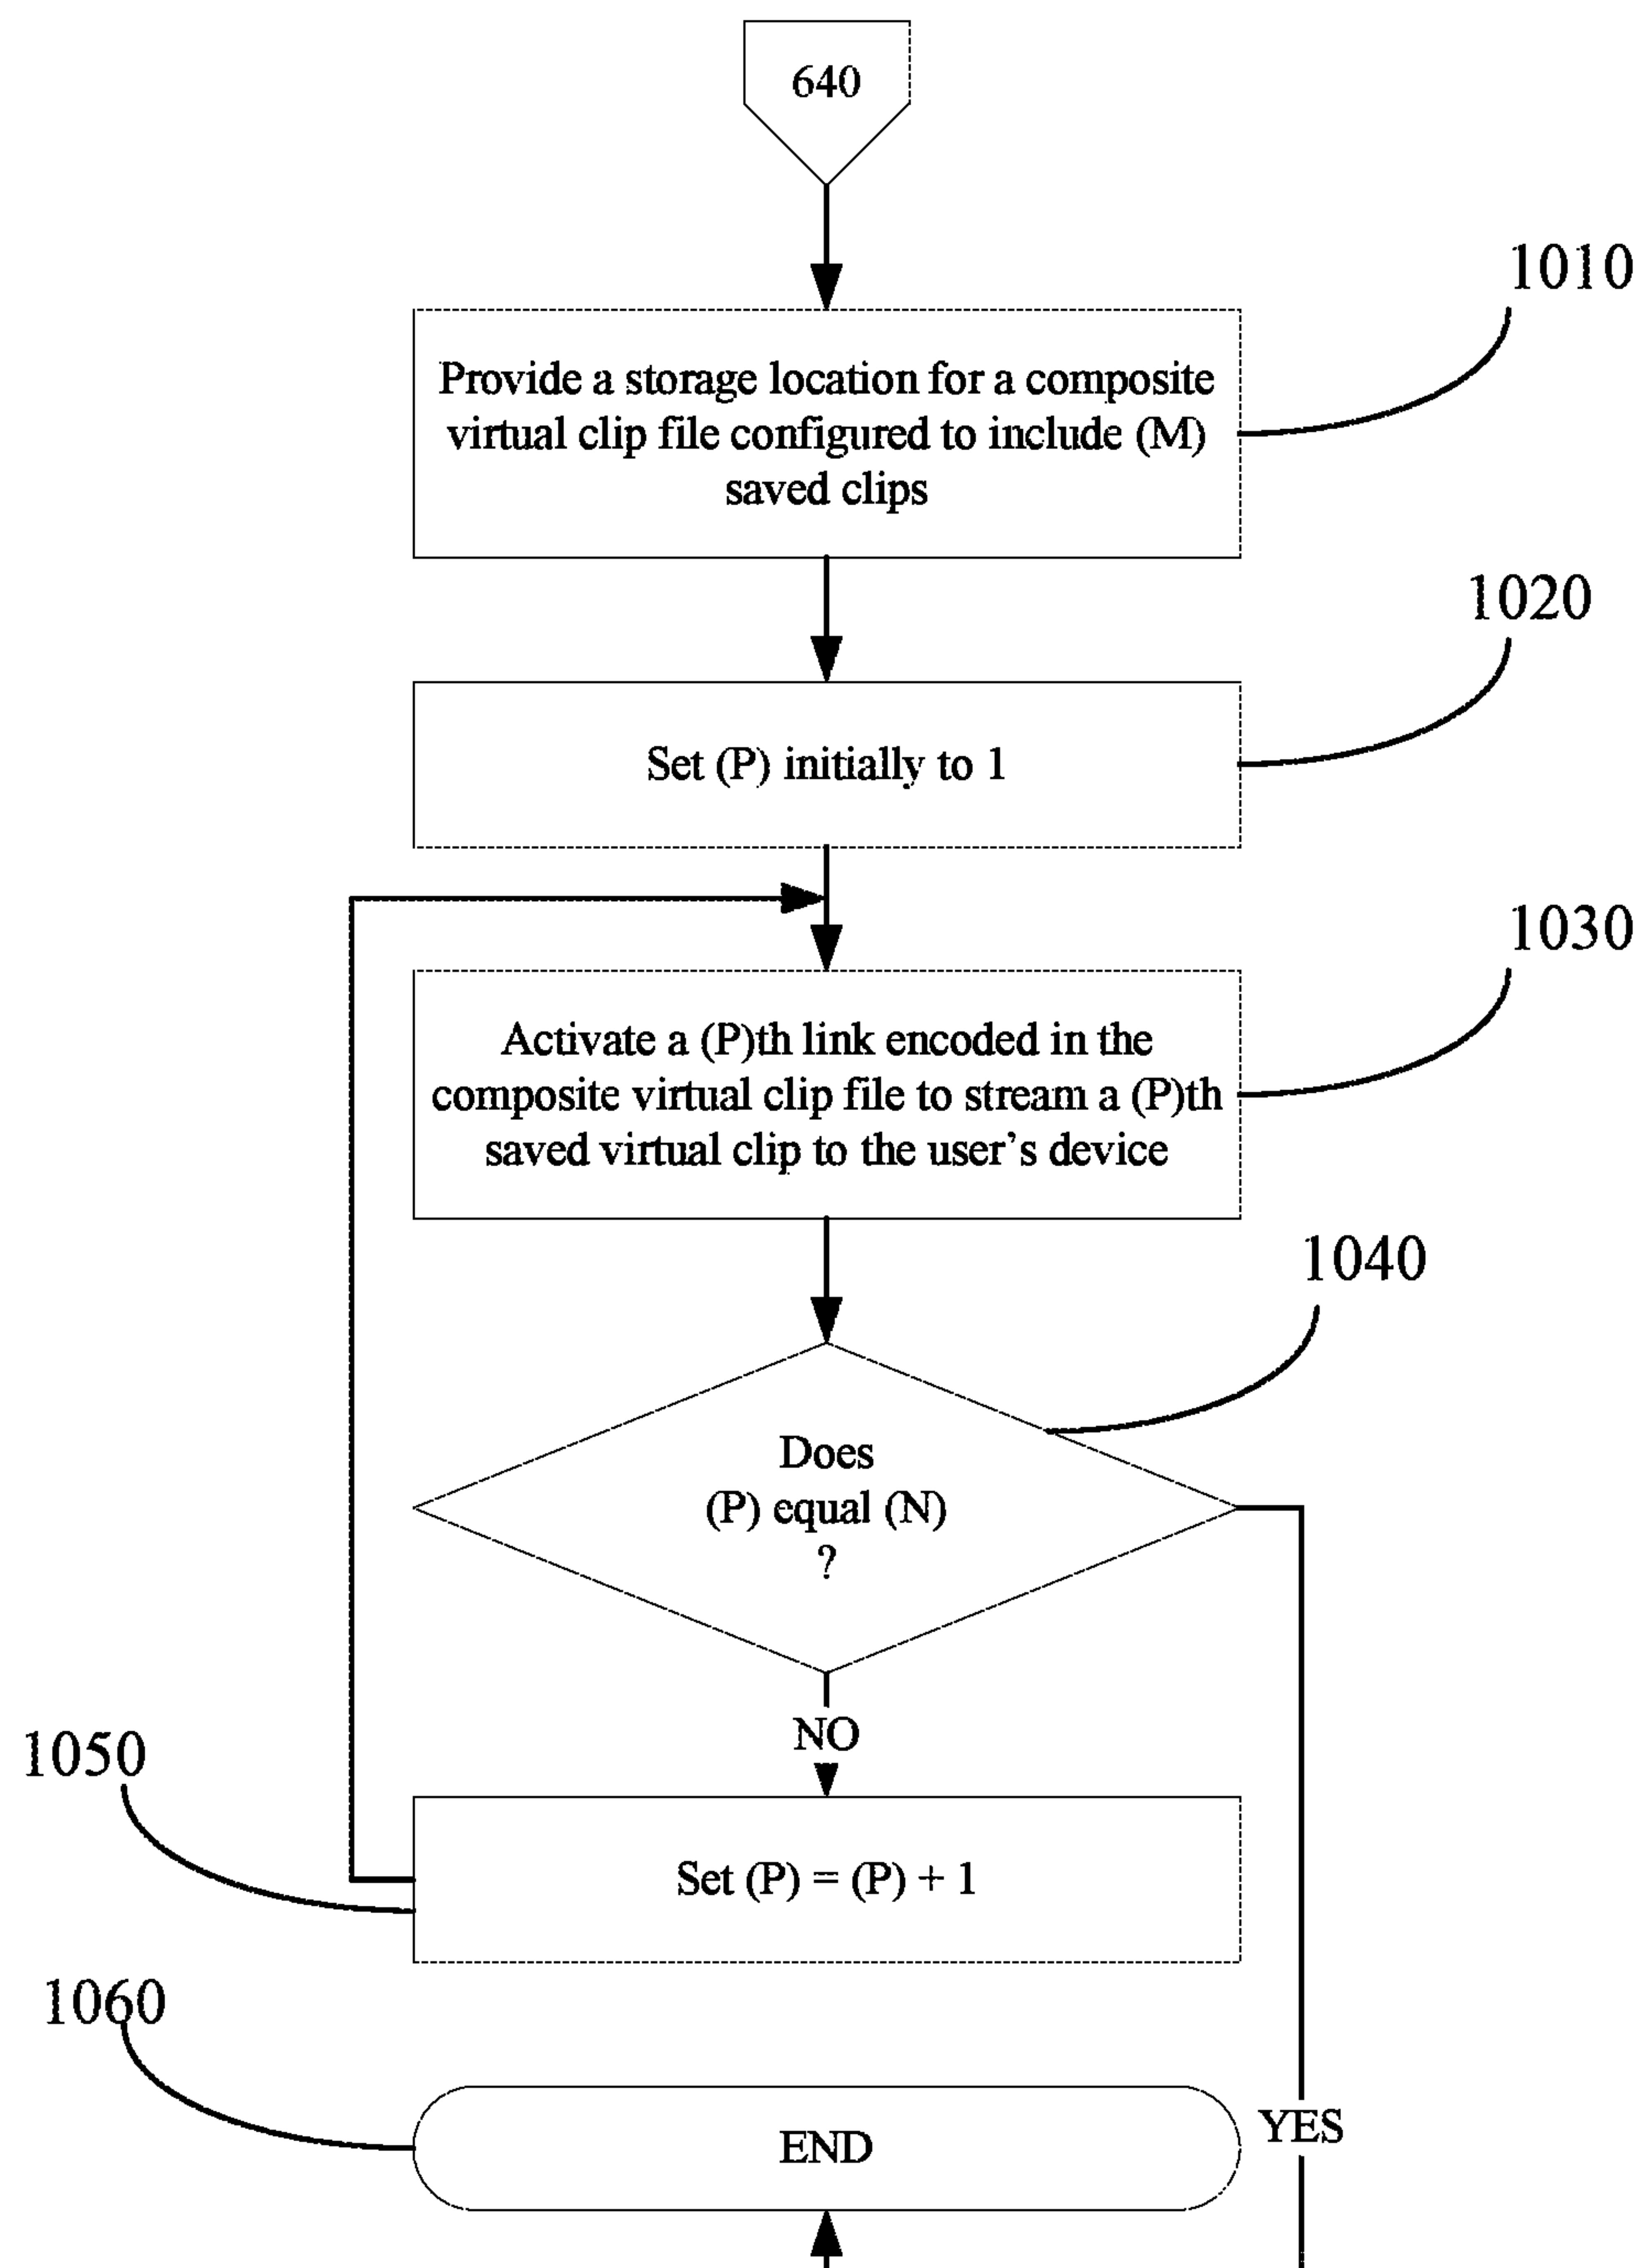 640
1010
Provide a storage location for a composite
virtual clip file configured to include (M)
saved clips
1020
Set (P) initially to 1
1030
Activate a (P)th link encoded in the
composite virtual clip file to stream a (P)th
saved virtual clip to the user's device
1040
Does
(P) equal (N)
?
NO
1050
Set (P) = (P) + 1
1060
END
YES